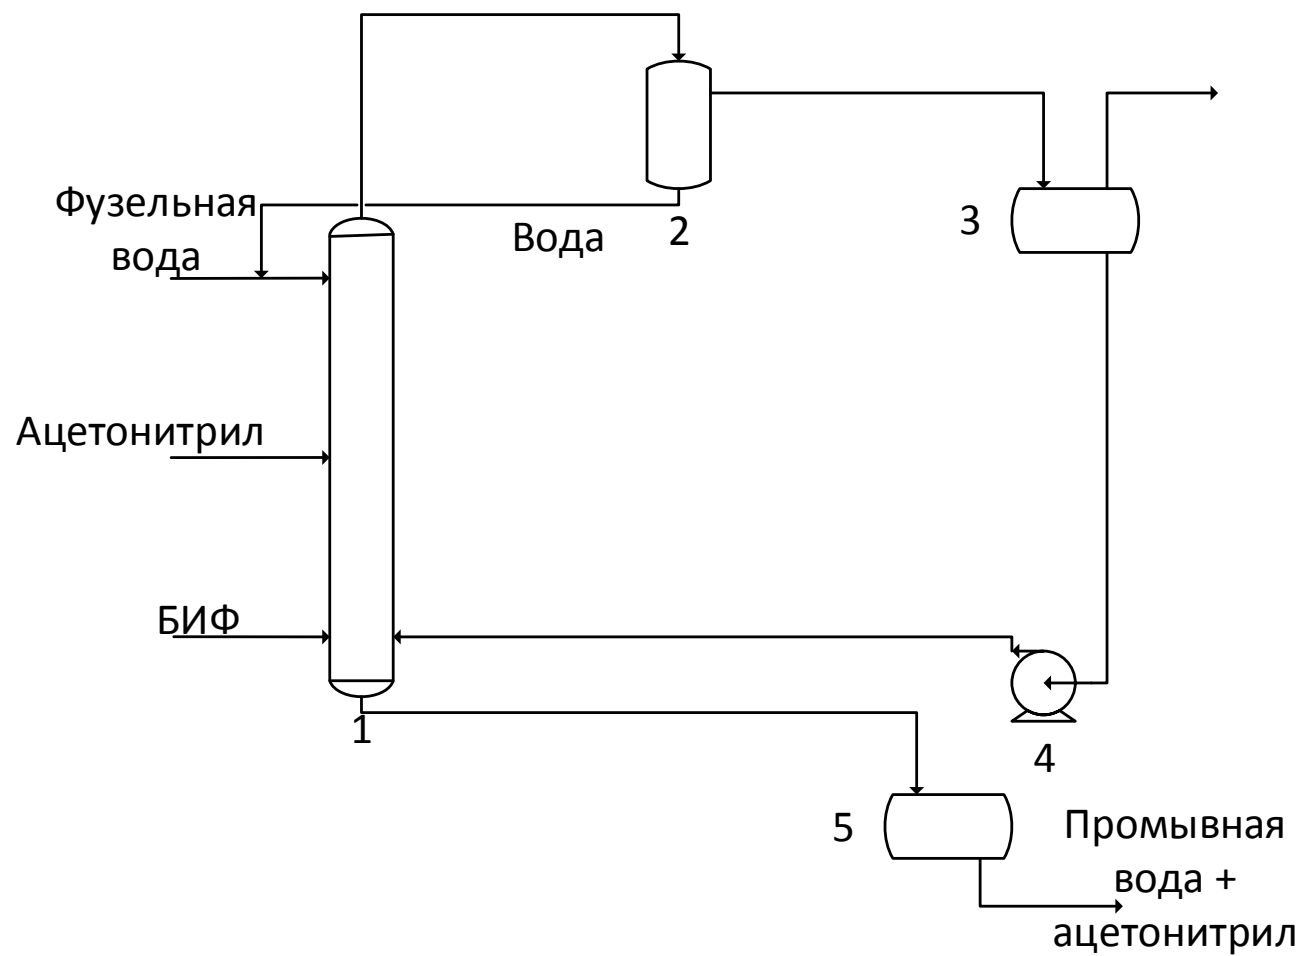 Фузельная
вода
Вода
2
3
Ацетонитрил
БИФ
1
4
5
Промывная
вода +
ацетонитрил